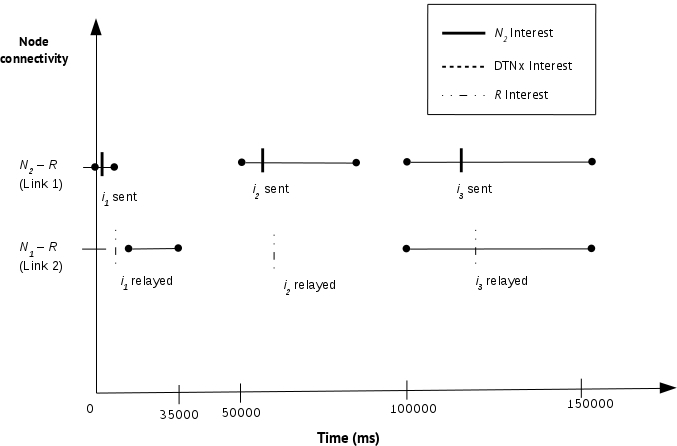 N2 Interest
DTNx Interest
R Interest
Node
connectivity
N2 – R
(Link 1)
i1 sent
i2 sent
i3 sent
N1 – R
(Link 2)
i1 relayed
i2 relayed
i3 relayed
0
35000
50000
100000
150000
Time (ms)